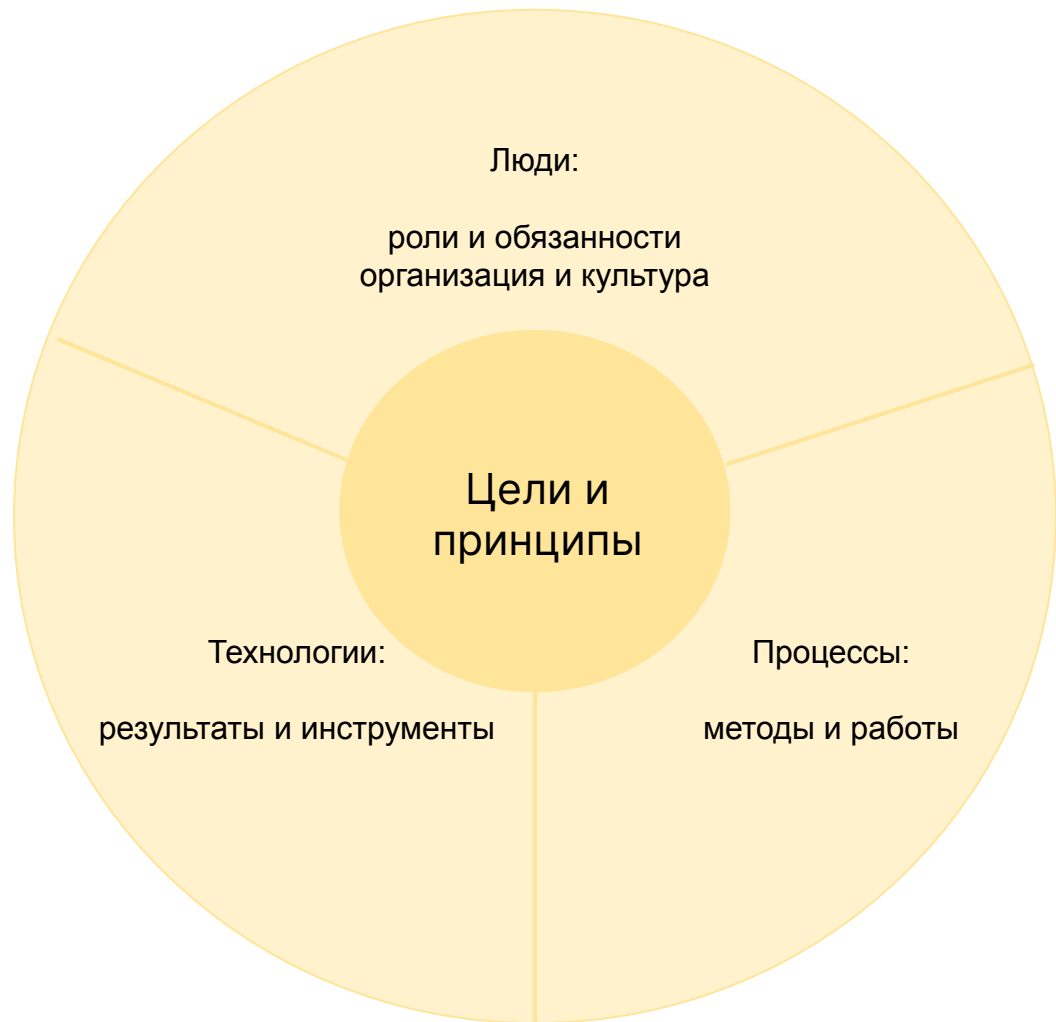 Люди:
роли и обязанности
организация и культура
Цели и
принципы
Технологии:
результаты и инструменты
Процессы:
методы и работы